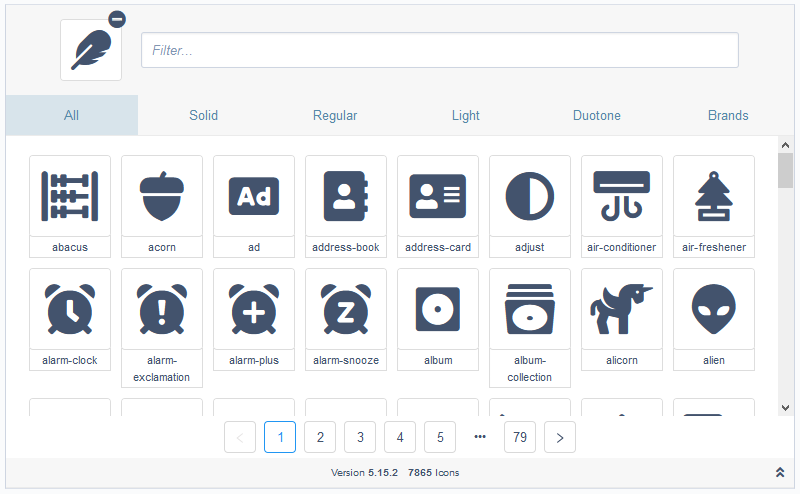 Filter...
All Solid Regular Light Duotone Brands
Ad
abacus acorn ad address-book address-card adjust air-conditioner air-freshener
Z
alarm-clock alarm-exclamation alarm-plus alarm-snooze album album-collection alicorn alien
< 1 2 3 4 5 ••• 79 >
Version 5.15.2 7865 Icons